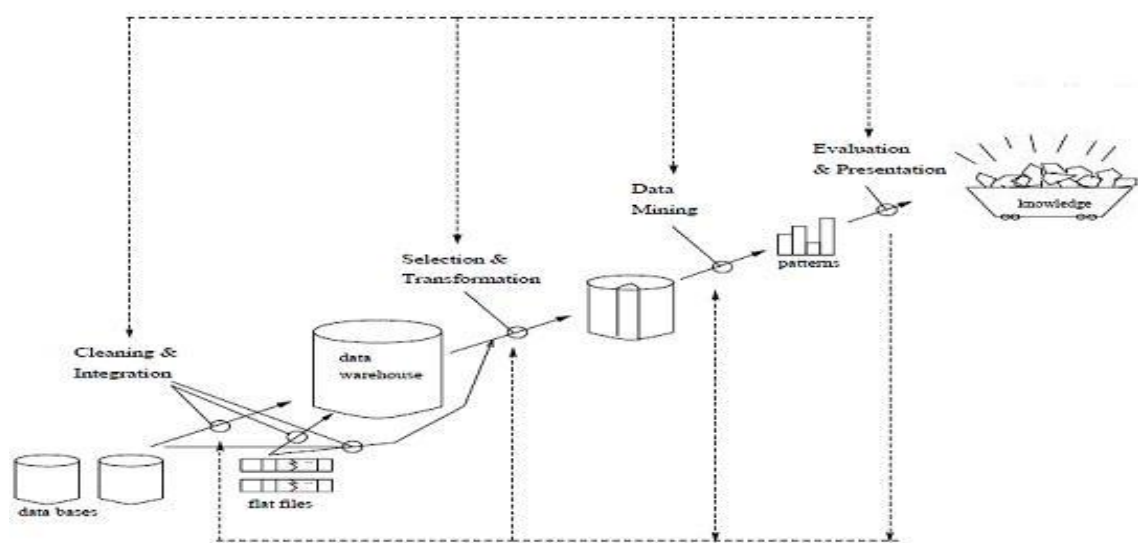 Evaluation
& Presentation
knowledge
Data
Mining
patterns
Selection &
Transformation
data
warehouse
Cleaning &
Integration
flat files
data bases